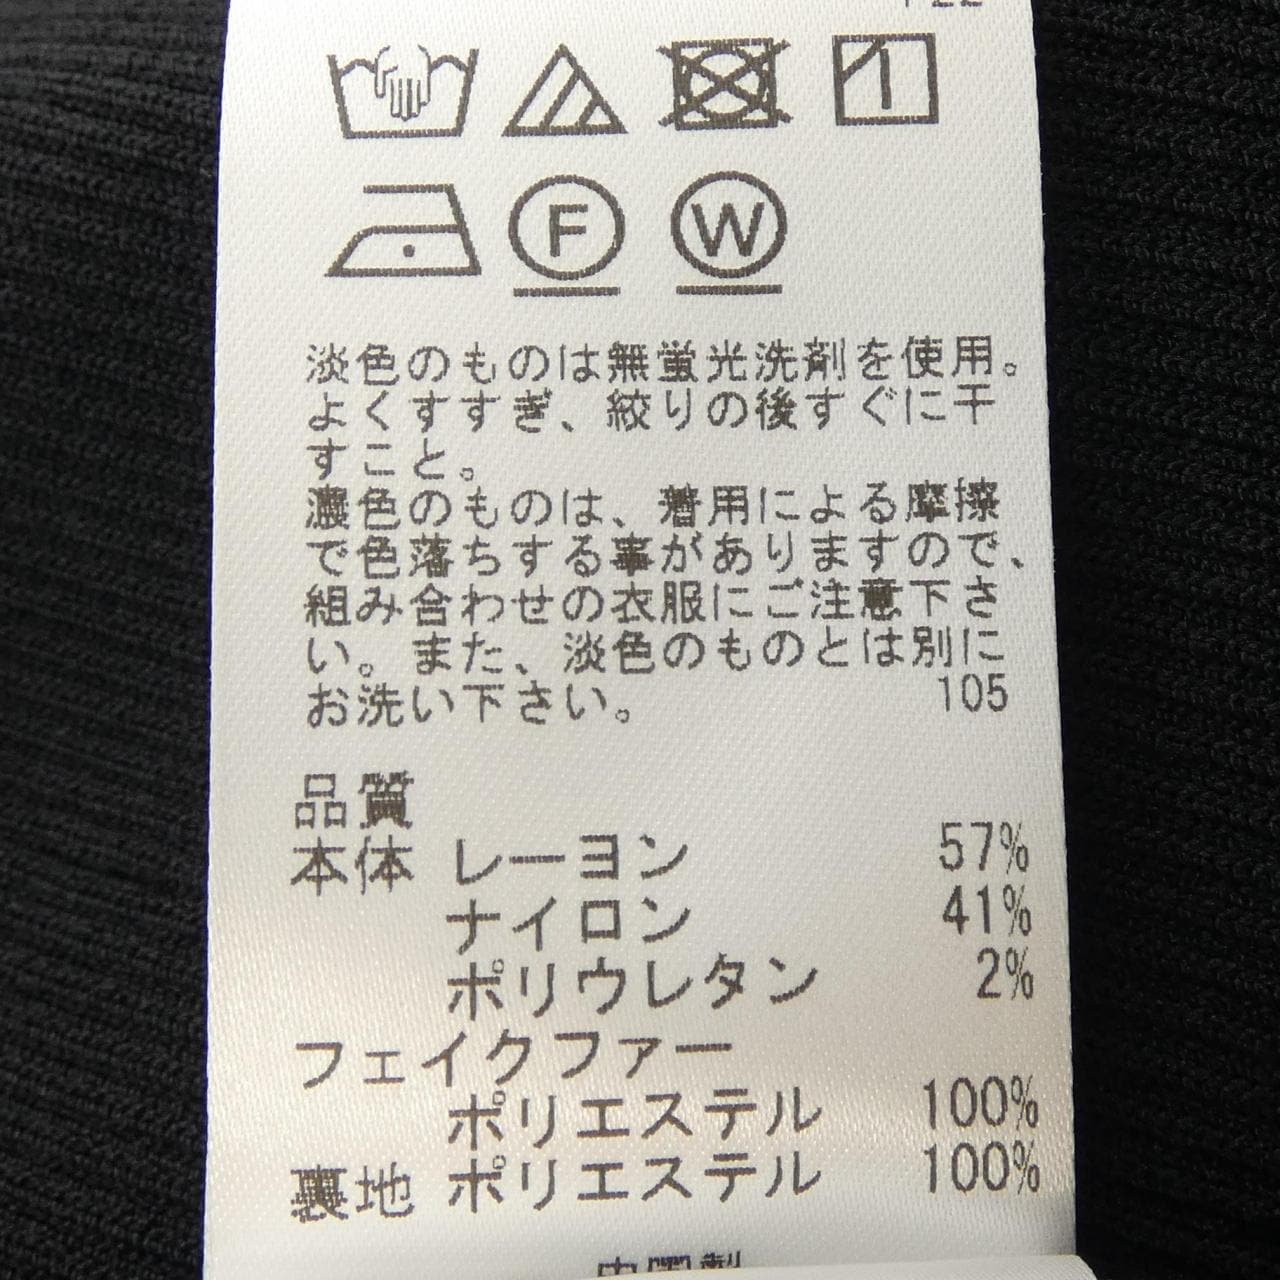 F W
淡色のものは無蛍光洗剤を使用。
よくすすぎ、絞りの後すぐに干
すこと。
濃色のものは、着用による摩擦
で色落ちする事がありますので、
組み合わせの衣服にご注意下さ
い。また、淡色のものとは別に
お洗い下さい。 105
品質
本体 レーヨン 57%
ナイロン 41%
ポリウレタン 2%
フェイクファー
ポリエステル 100%
裏地 ポリエステル 100%